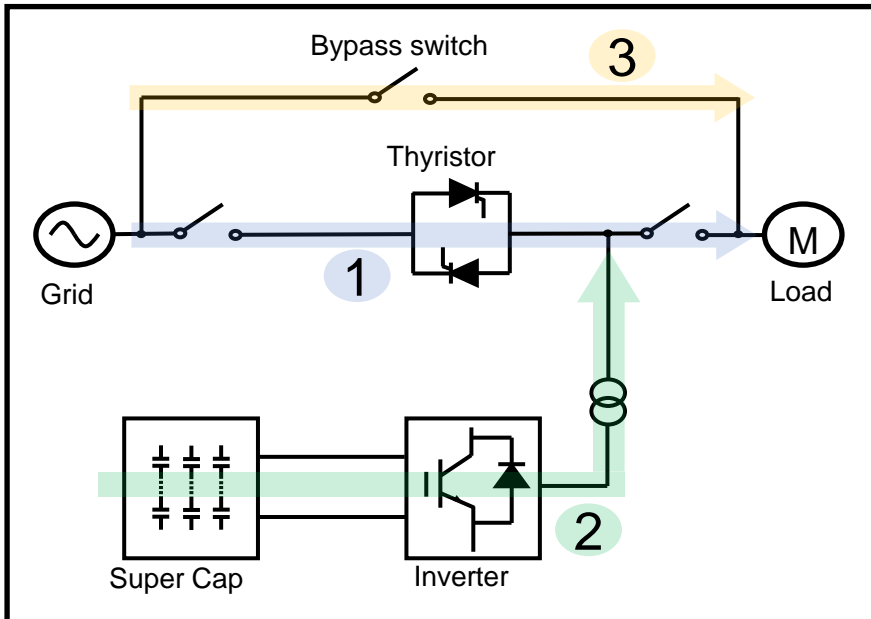 Bypass switch
3
Thyristor
1
M
Grid
Load
2
Super Cap
Inverter